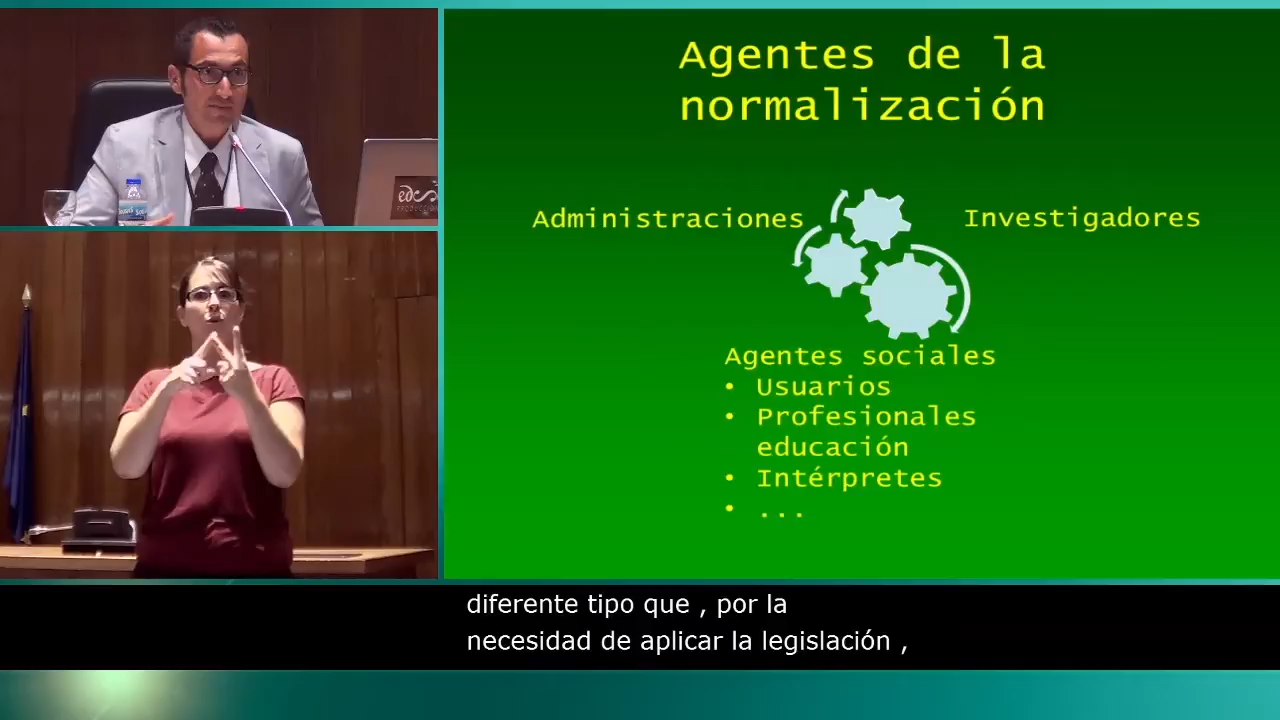 Agentes de la
normalización
Administraciones
Investigadores
Agentes sociales
• Usuarios
• Profesionales
educación
• Intérpretes
• ...
diferente tipo que , por la
necesidad de aplicar la legislación ,